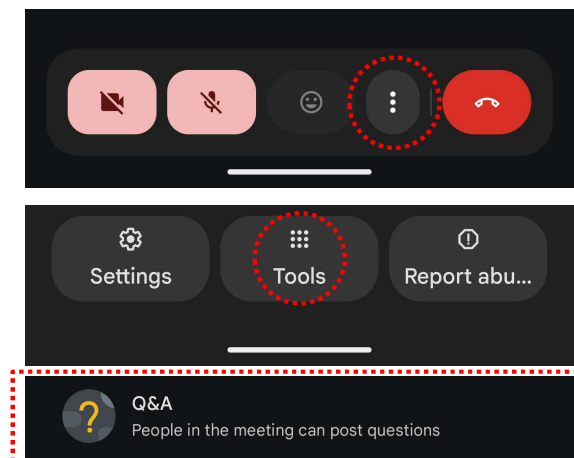 Settings
Tools
Report abu...
Q&A
People in the meeting can post questions